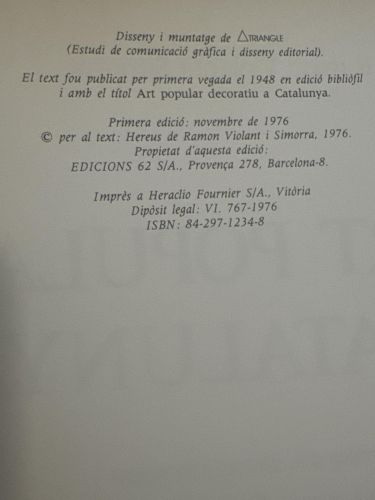 Disseny i muntatge de TRIANGLE
(Estudi de comunicació gràfica i disseny editorial).
El text fou publicat per primera vegada el 1948 en edició bibliòfil
i amb el títol Art popular decoratiu a Catalunya.
Primera edició: novembre de 1976
© per al text: Hereus de Ramon Violant i Simorra, 1976.
Propietat d'aquesta edició:
EDICIONS 62 S/A., Provença 278, Barcelona-8.
Imprès a Heraclio Fournier S/A., Vitòria
Dipòsit legal: VI. 767-1976
ISBN: 84-297-1234-8